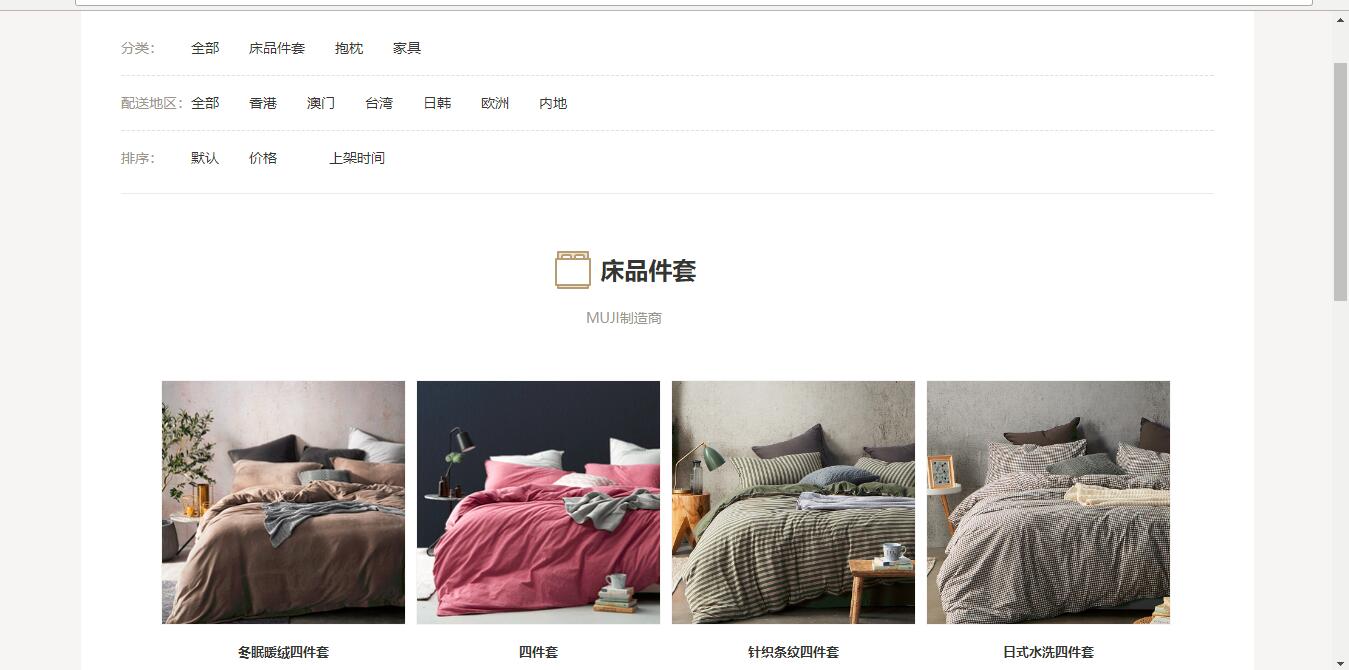 分类： 全部 床品件套 抱枕 家具
配送地区： 全部 香港 澳门 台湾 日韩 欧洲 内地
排序： 默认 价格 上架时间
床品件套
MUJI制造商
冬眠暖绒四件套 四件套 针织条纹四件套 日式水洗四件套